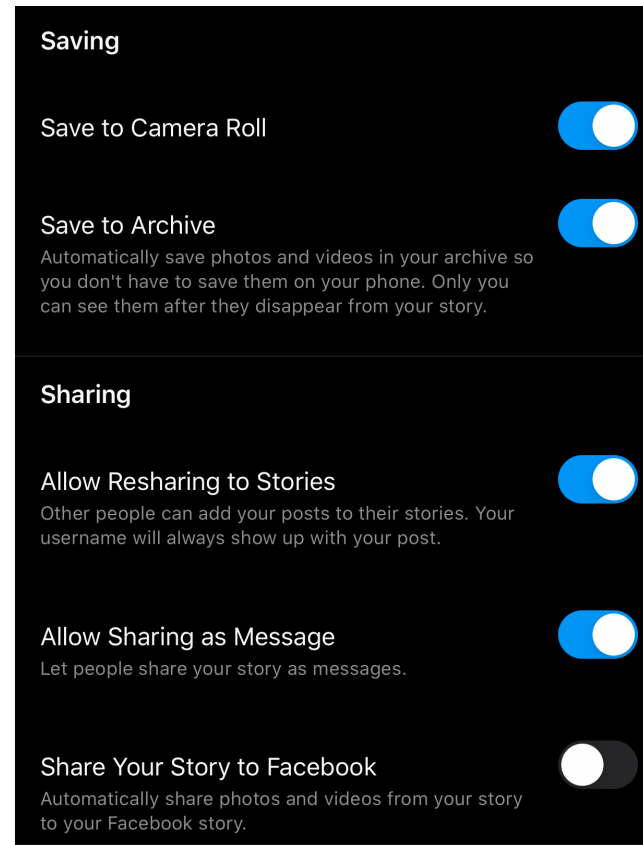 Saving
Save to Camera Roll
Save to Archive
Automatically save photos and videos in your archive so
you don't have to save them on your phone. Only you
can see them after they disappear from your story.
Sharing
Allow Resharing to Stories
Other people can add your posts to their stories. Your
username will always show up with your post.
Allow Sharing as Message
Let people share your story as messages.
Share Your Story to Facebook
Automatically share photos and videos from your story
to your Facebook story.